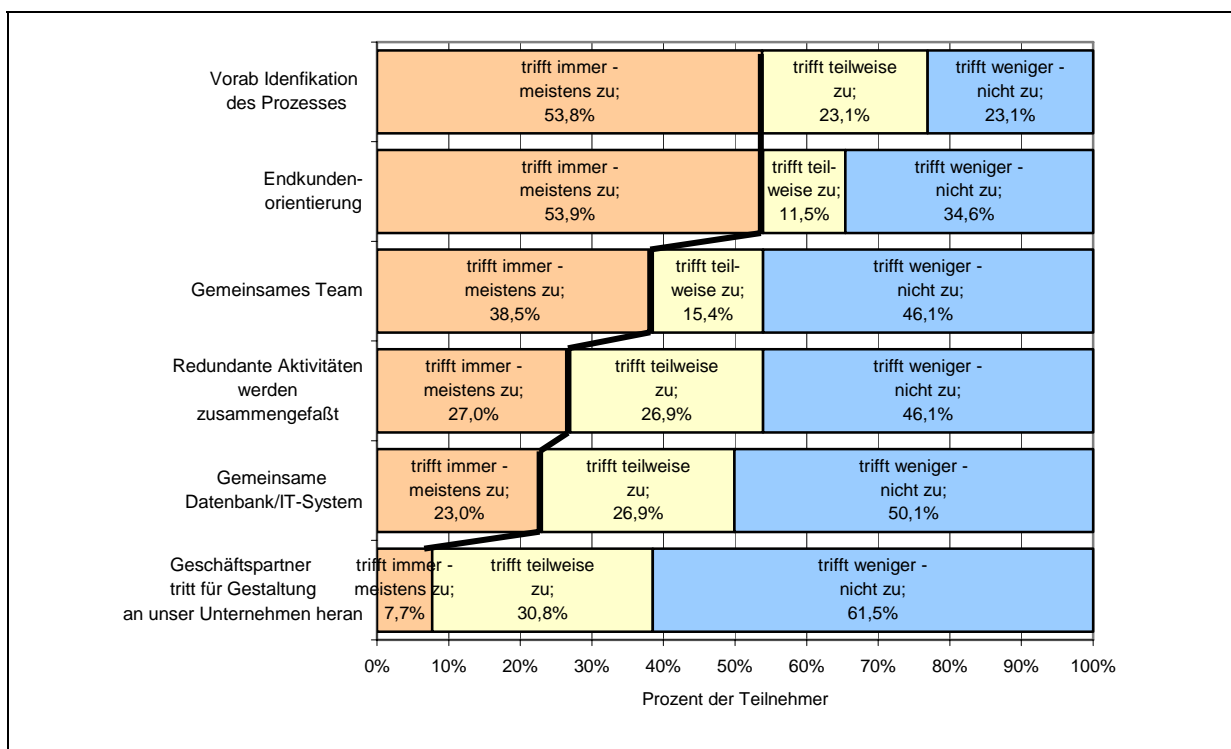 Vorab Idenfikation
des Prozesses
trifft immer -
meistens zu;
53,8%
trifft teilweise
zu;
23,1%
trifft weniger -
nicht zu;
23,1%
Endkunden-
orientierung
trifft immer -
meistens zu;
53,9%
trifft teil-
weise zu;
11,5%
trifft weniger -
nicht zu;
34,6%
Gemeinsames Team
trifft immer -
meistens zu;
38,5%
trifft teil-
weise zu;
15,4%
trifft weniger -
nicht zu;
46,1%
Redundante Aktivitäten
werden
zusammengefaßt
trifft immer -
meistens zu;
27,0%
trifft teilweise
zu;
26,9%
trifft weniger -
nicht zu;
46,1%
Gemeinsame
Datenbank/IT-System
trifft immer -
meistens zu;
23,0%
trifft teilweise
zu;
26,9%
trifft weniger -
nicht zu;
50,1%
Geschäftspartner
tritt für Gestaltung
an unser Unternehmen heran
trifft immer -
meistens zu;
7,7%
trifft teilweise
zu;
30,8%
trifft weniger -
nicht zu;
61,5%
0% 10% 20% 30% 40% 50% 60% 70% 80% 90% 100%
Prozent der Teilnehmer